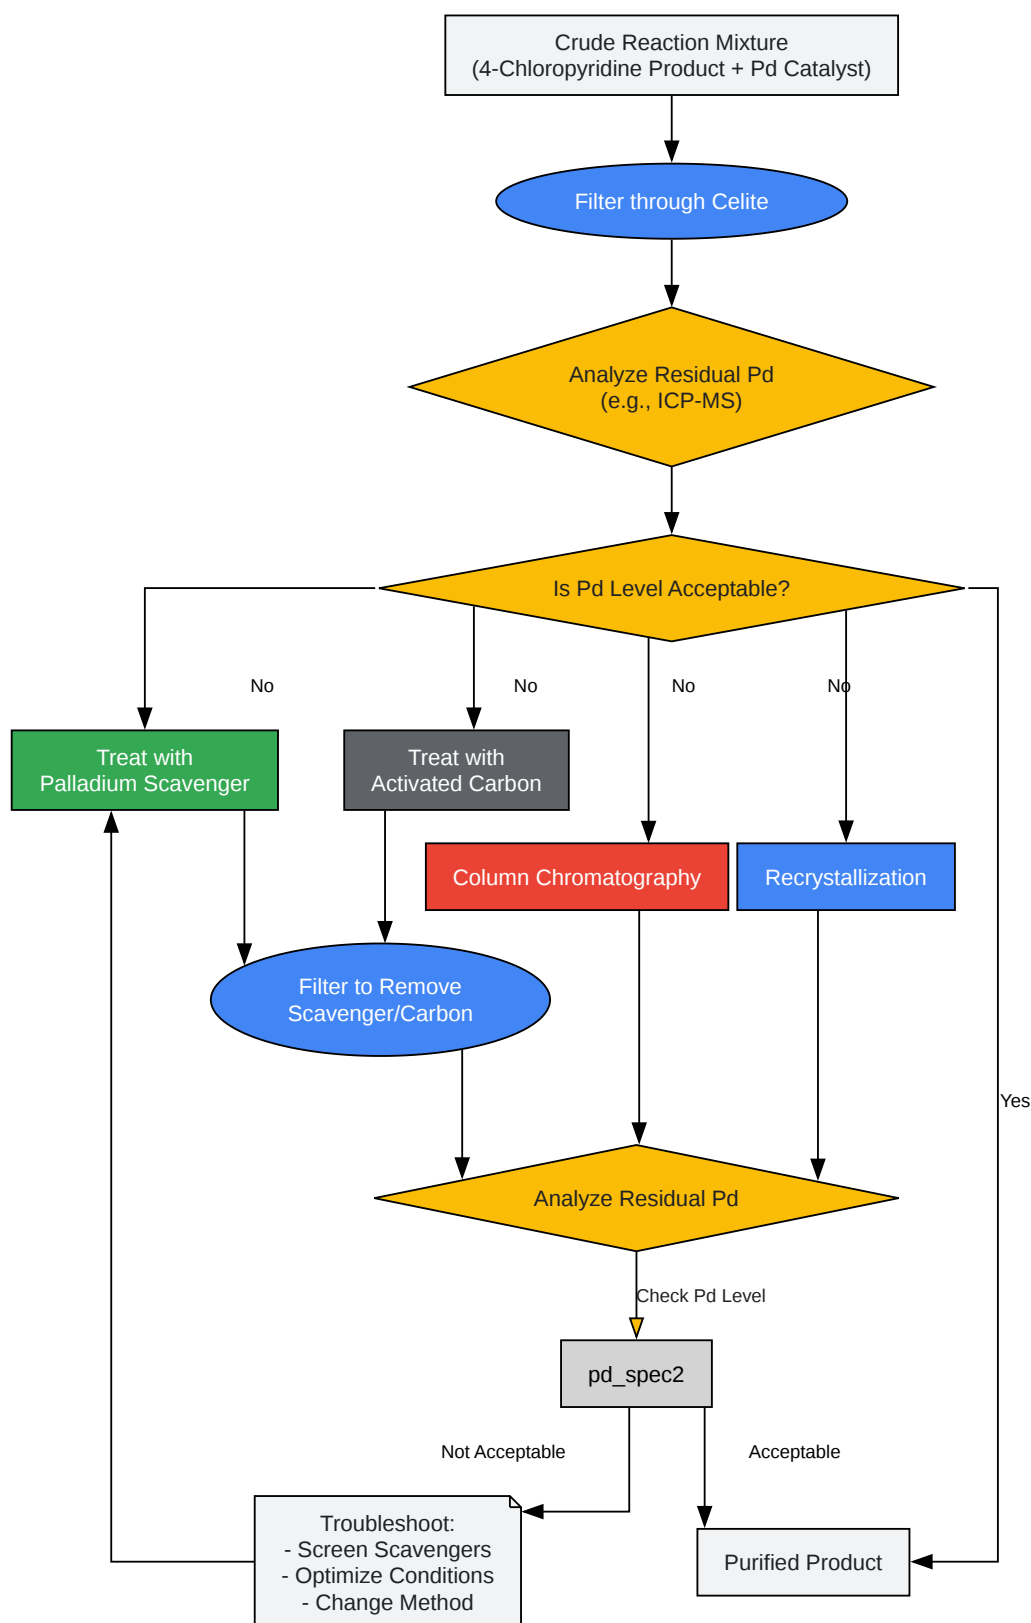 Crude Reaction Mixture
(4-Chloropyridine Product + Pd Catalyst)
Filter through Celite
Analyze Residual Pd
(e.g., ICP-MS)
Is Pd Level Acceptable?
No
No
No
No
Treat with
Palladium Scavenger
Treat with
Activated Carbon
Column Chromatography
Recrystallization
Filter to Remove
Scavenger/Carbon
Yes
Analyze Residual Pd
Check Pd Level
pd_spec2
Not Acceptable
Acceptable
Troubleshoot:
- Screen Scavengers
- Optimize Conditions
- Change Method
Purified Product